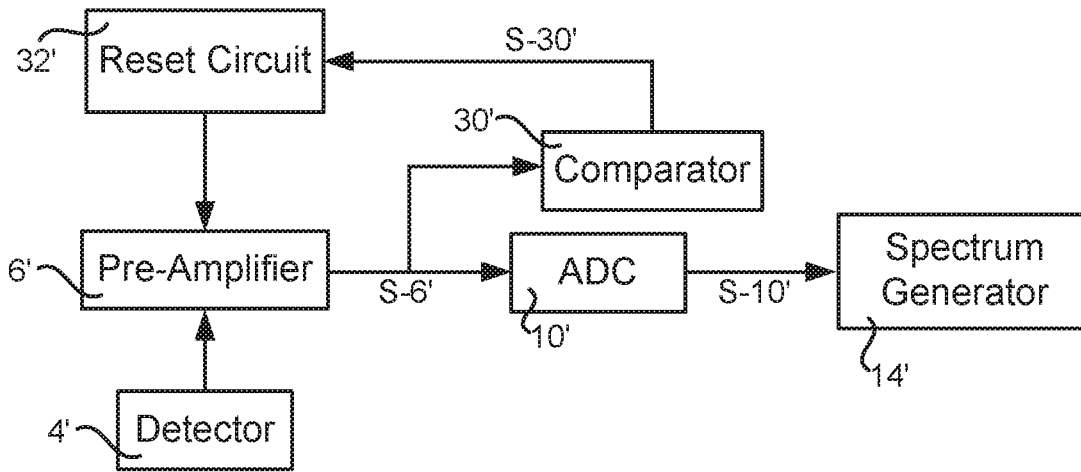 32'
Reset Circuit
S-30'
30'
Comparator
6'
Pre-Amplifier
S-6'
ADC
10'
S-10'
Spectrum
Generator
14'
4'
Detector